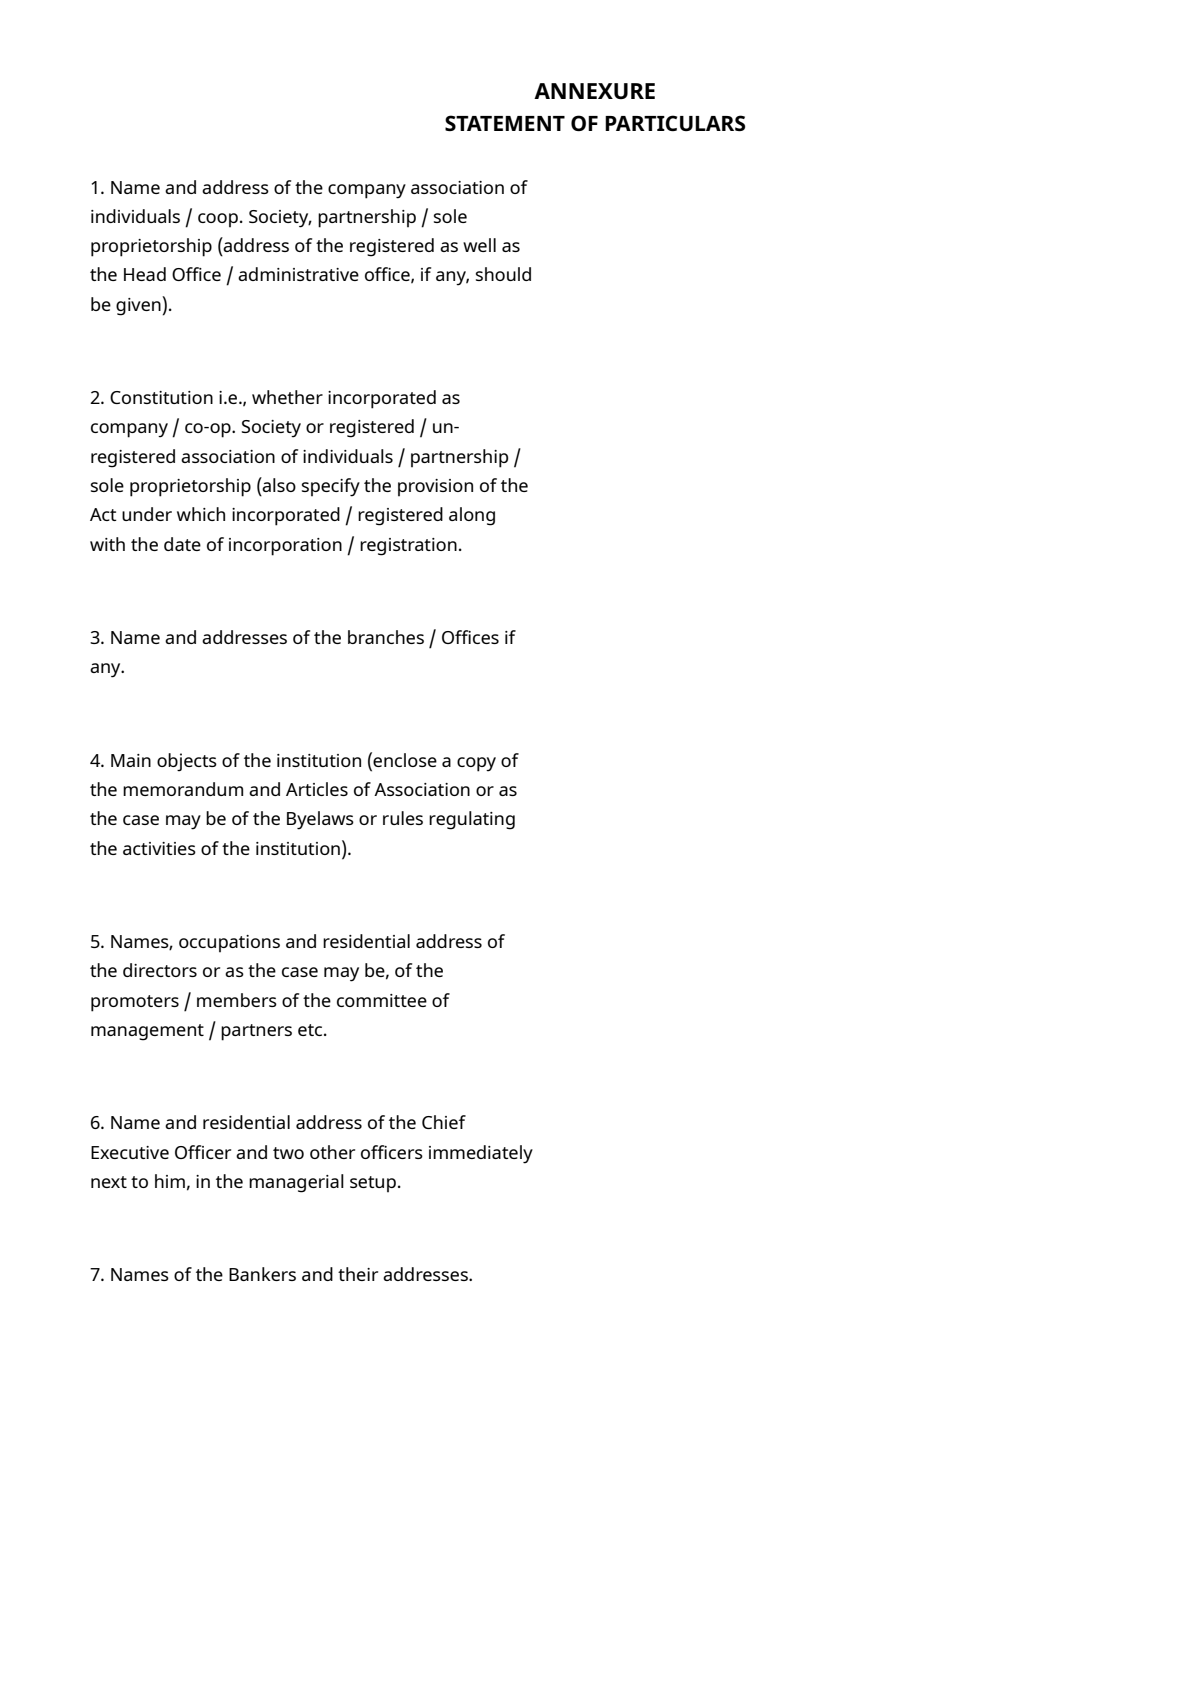 ANNEXURE
STATEMENT OF PARTICULARS
1. Name and address of the company association of
individuals / coop. Society, partnership / sole
proprietorship (address of the registered as well as
the Head Office / administrative office, if any, should
be given).
2. Constitution i.e., whether incorporated as
company / co-op. Society or registered / un-
registered association of individuals / partnership /
sole proprietorship (also specify the provision of the
Act under which incorporated / registered along
with the date of incorporation / registration.
3. Name and addresses of the branches / Offices if
any.
4. Main objects of the institution (enclose a copy of
the memorandum and Articles of Association or as
the case may be of the Byelaws or rules regulating
the activities of the institution).
5. Names, occupations and residential address of
the directors or as the case may be, of the
promoters / members of the committee of
management / partners etc.
6. Name and residential address of the Chief
Executive Officer and two other officers immediately
next to him, in the managerial setup.
7. Names of the Bankers and their addresses.